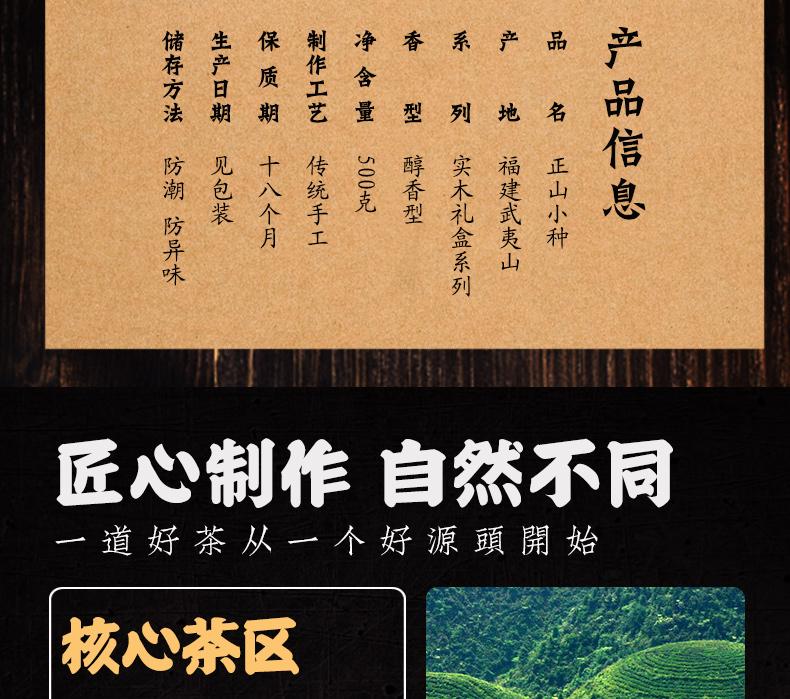 产品信息
品名 正山小种
产地 福建武夷山
系列 实木礼盒系列
香型 醇香型
净含量 500克
制作工艺 传统手工
保质期 十八个月
生产日期 见包装
储存方法 防潮 防异味
匠心制作 自然不同
一道好茶从一个好源頭開始
核心茶区